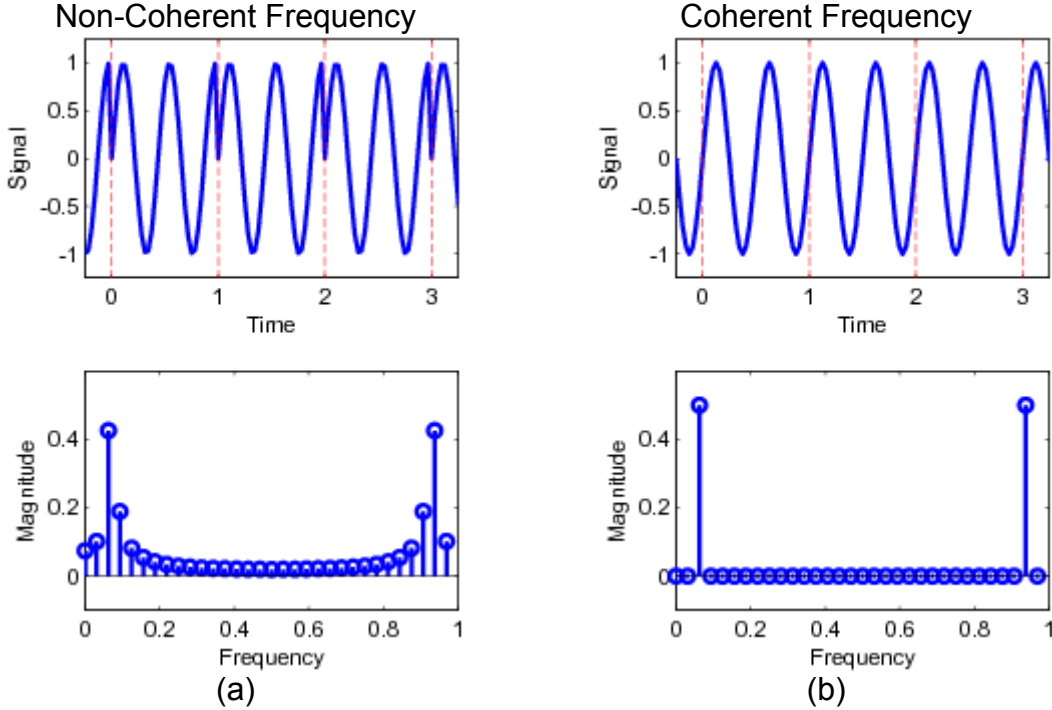 Non-Coherent Frequency
1
0.5
0
-0.5
-1
Signal
0 1 2 3
Time
0.4
0.2
0
Magnitude
0 0.2 0.4 0.6 0.8 1
Frequency
(a)
Coherent Frequency
1
0.5
0
-0.5
-1
Signal
0 1 2 3
Time
0.4
0.2
0
Magnitude
0 0.2 0.4 0.6 0.8 1
Frequency
(b)